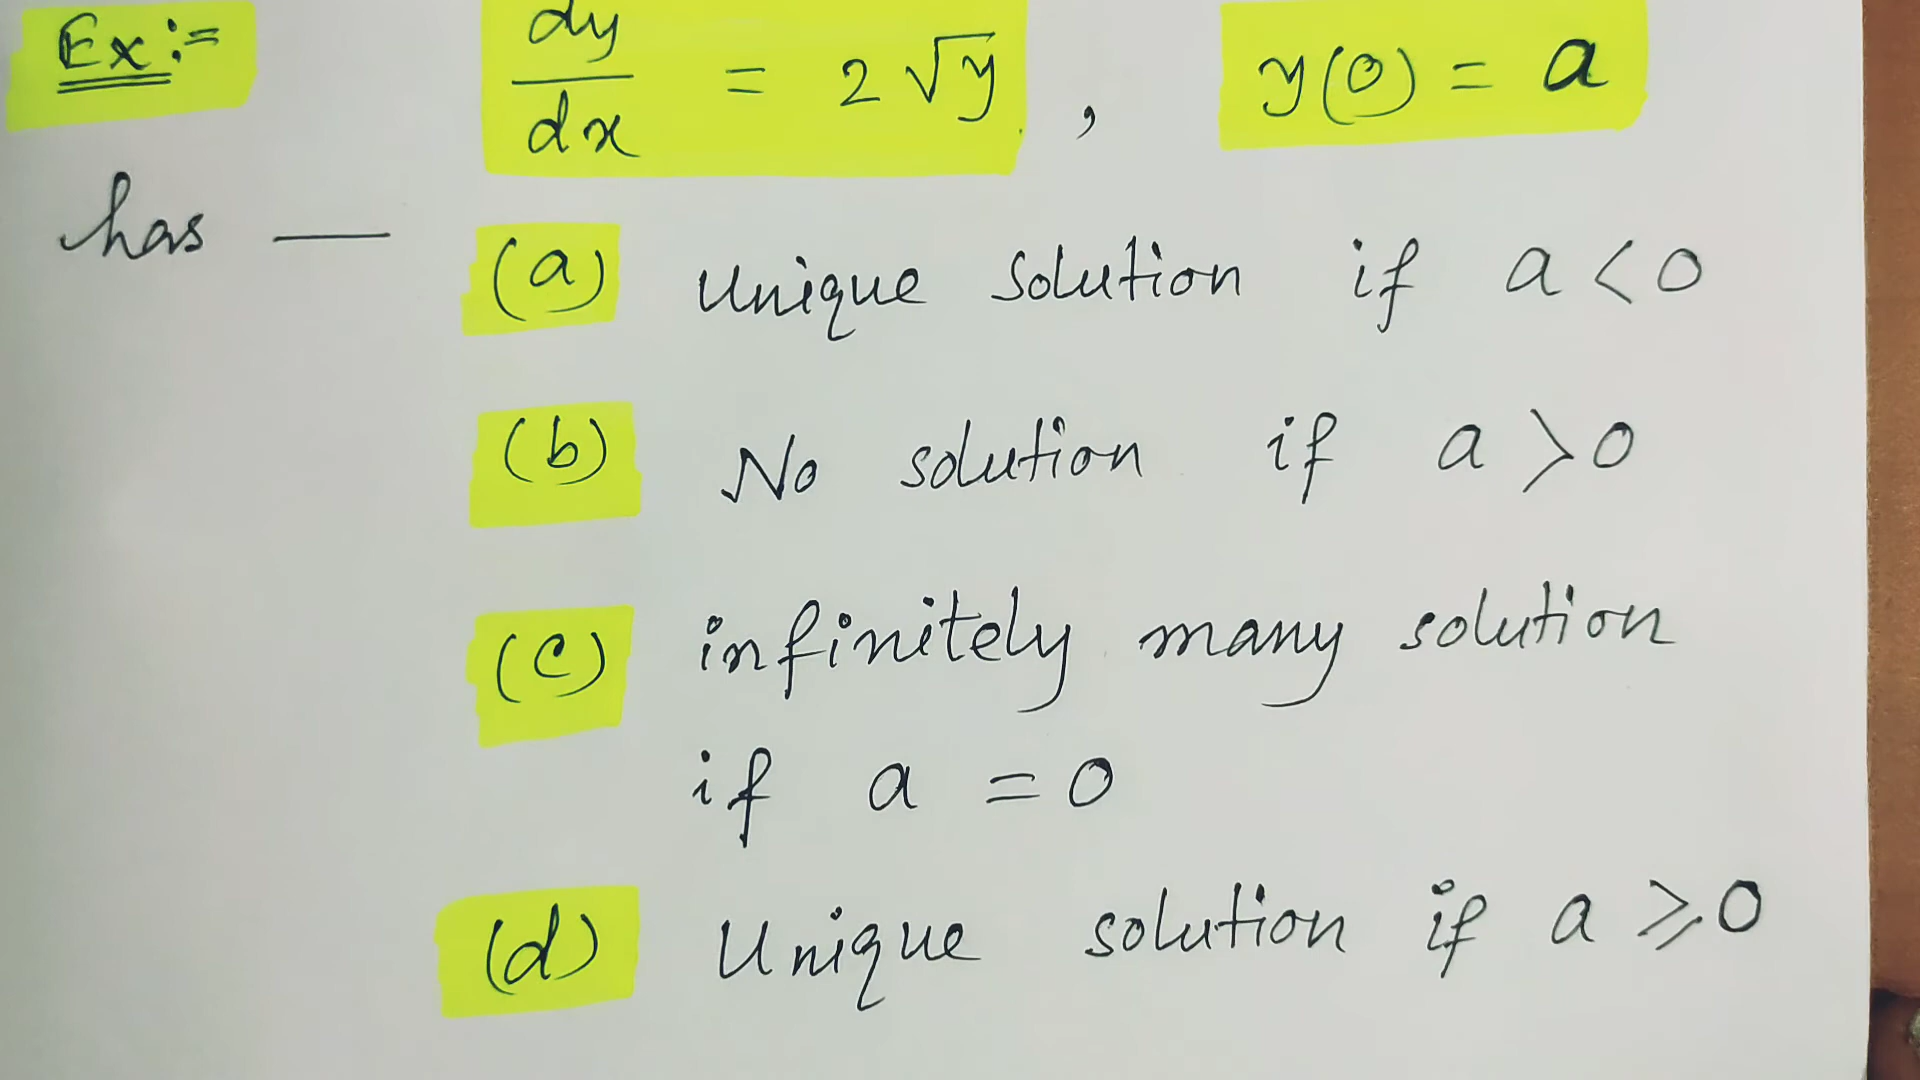 Ex:= dy/dx = 2√y , y(0) = a
has —
(a) Unique solution if a < 0
(b) No solution if a > 0
(c) infinitely many solution
if a = 0
(d) Unique solution if a ⩾ 0